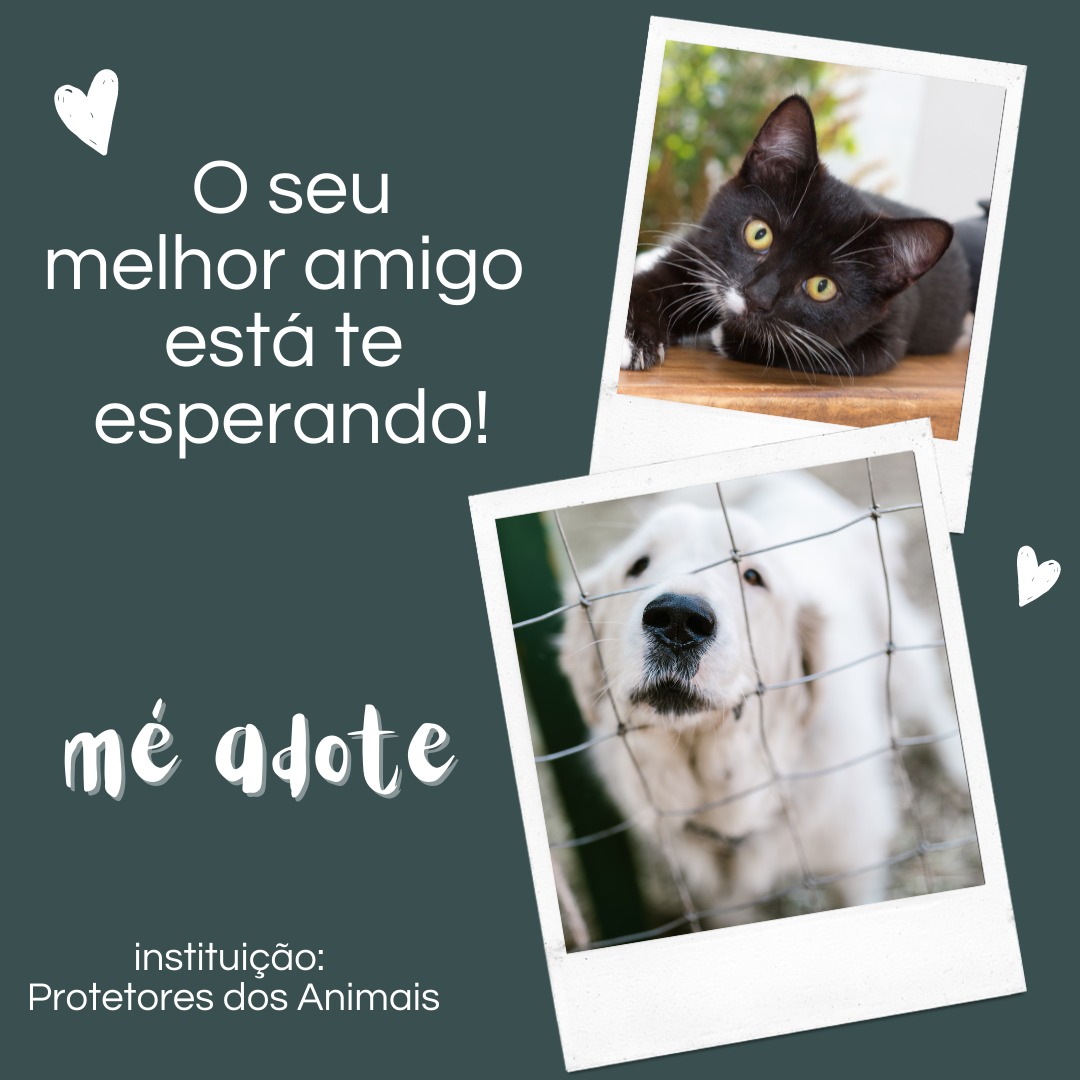 O seu
melhor amigo
está te
esperando!
mé adote
instituição:
Protetores dos Animais